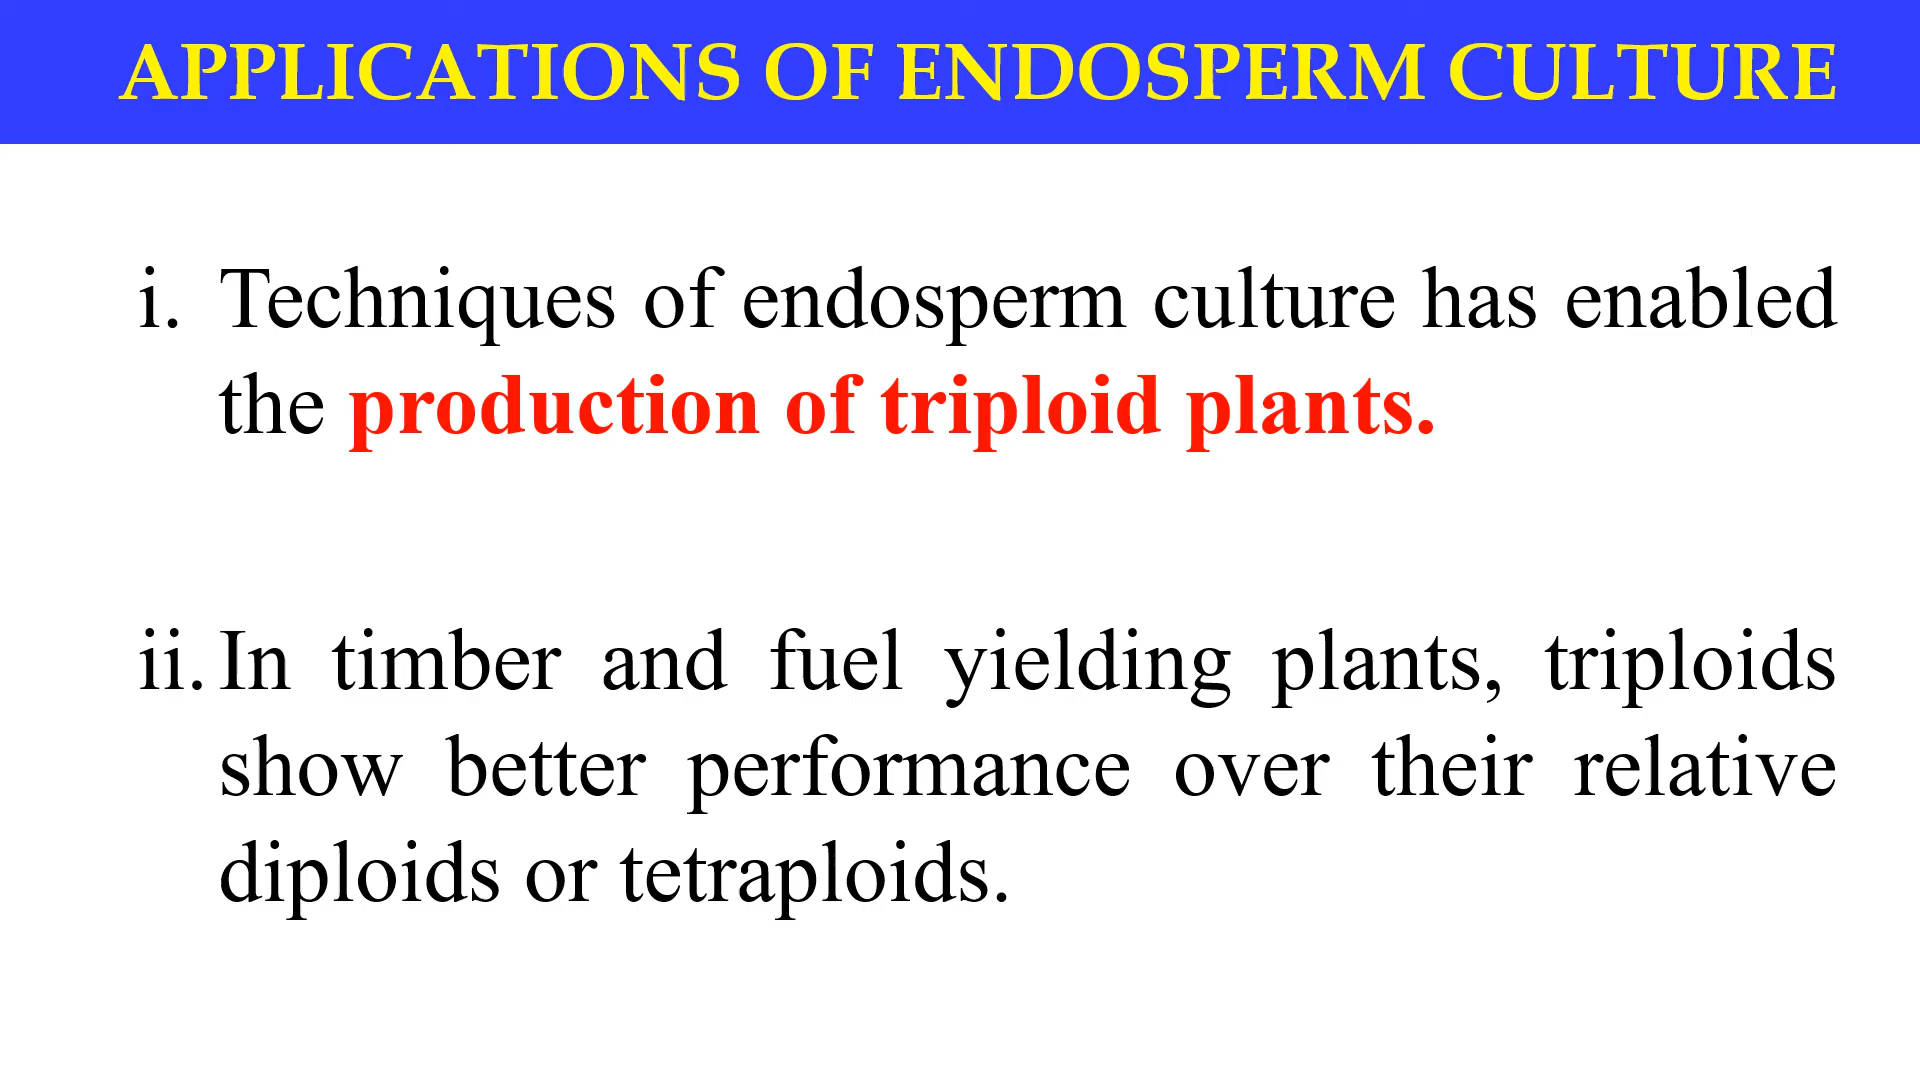 APPLICATIONS OF ENDOSPERM CULTURE
i. Techniques of endosperm culture has enabled
the production of triploid plants.
ii. In timber and fuel yielding plants, triploids
show better performance over their relative
diploids or tetraploids.